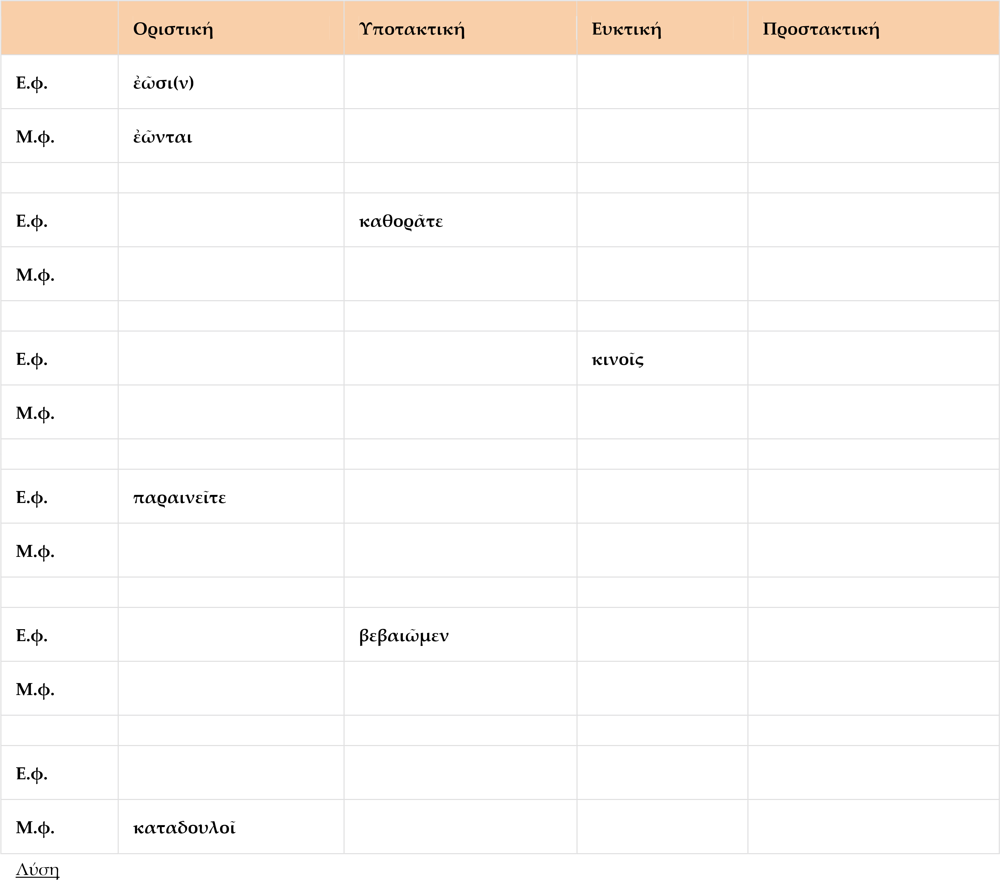 Οριστική Υποτακτική Ευκτική Προστακτική
Ε.φ. ἐῶσι(ν)
Μ.φ. ἐῶνται
Ε.φ. καθορᾶτε
Μ.φ.
Ε.φ. κινοῖς
Μ.φ.
Ε.φ. παραινεῖτε
Μ.φ.
Ε.φ. βεβαιῶμεν
Μ.φ.
Ε.φ.
Μ.φ. καταδουλοῖ
Λύση